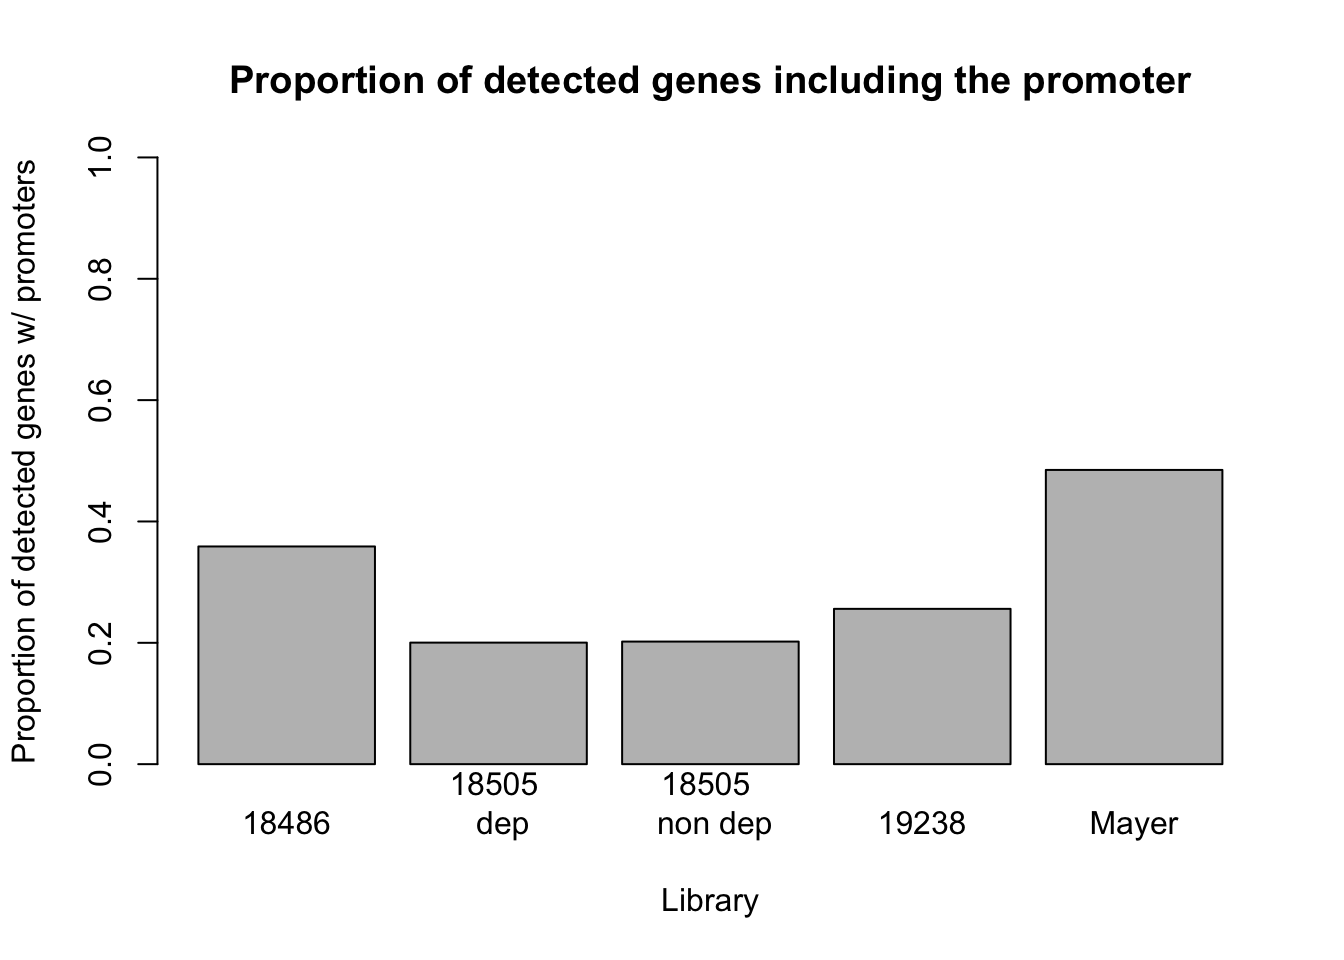 Proportion of detected genes including the promoter
Proportion of detected genes w/ promoters
1.0
0.8
0.6
0.4
0.2
0.0
18486
18505
dep
18505
non dep
19238
Mayer
Library